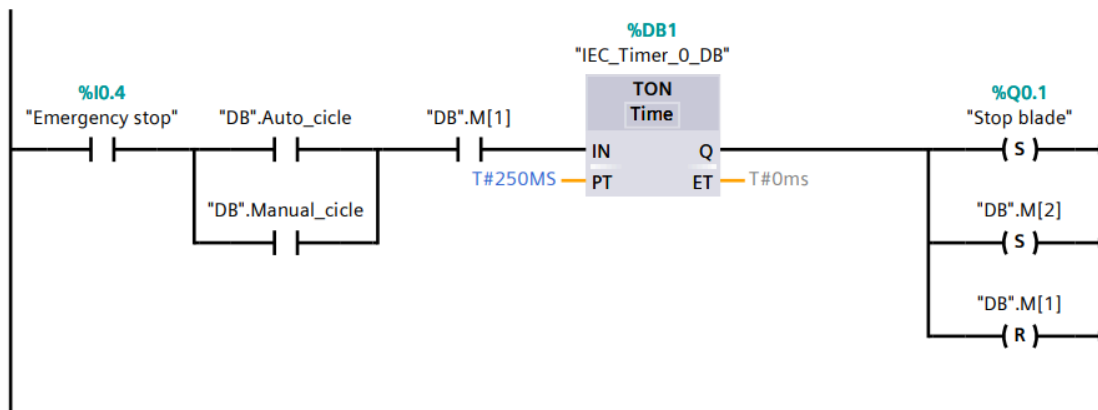 %DB1
"IEC_Timer_0_DB"
%I0.4
"Emergency stop"
"DB".Auto_cicle
"DB".M[1]
TON
Time
%Q0.1
"Stop blade"
S
IN
Q
T#250MS
PT
ET
T#0ms
"DB".Manual_cicle
"DB".M[2]
S
"DB".M[1]
R